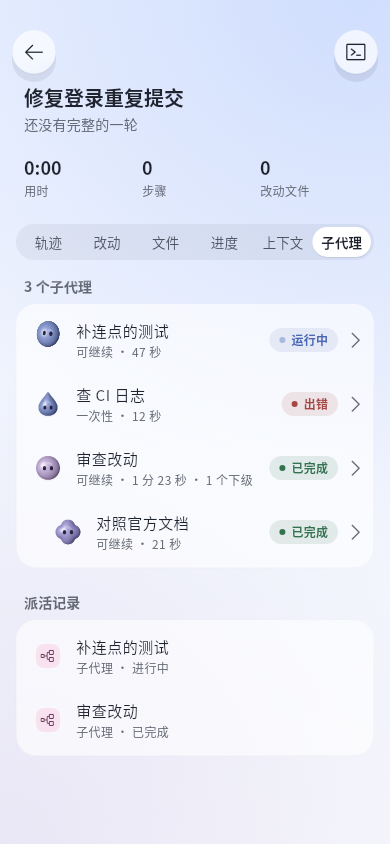 修复登录重复提交
还没有完整的一轮
0:00 0 0
用时 步骤 改动文件
轨迹 改动 文件 进度 上下文 子代理
3 个子代理
补连点的测试
可继续 · 47 秒
运行中
查 CI 日志
一次性 · 12 秒
出错
审查改动
可继续 · 1 分 23 秒 · 1 个下级
已完成
对照官方文档
可继续 · 21 秒
已完成
派活记录
补连点的测试
子代理 · 进行中
审查改动
子代理 · 已完成